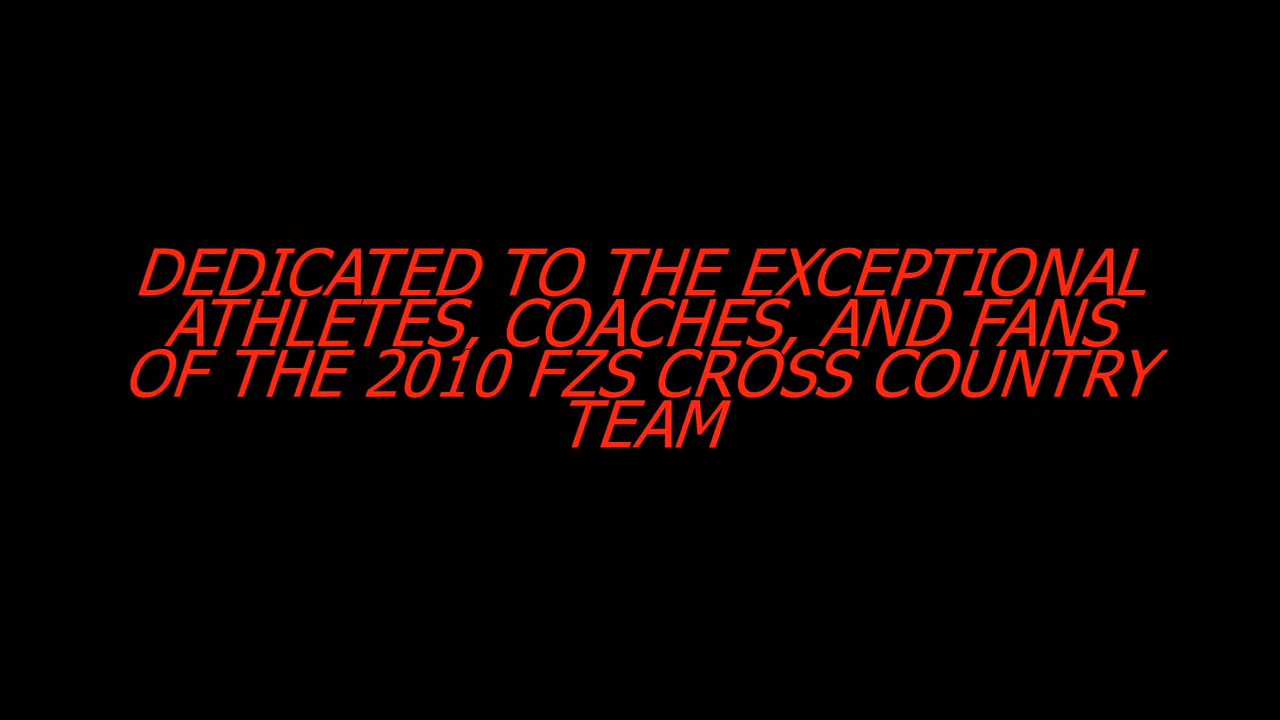 DEDICATED TO THE EXCEPTIONAL
ATHLETES, COACHES, AND FANS
OF THE 2010 FZS CROSS COUNTRY
TEAM